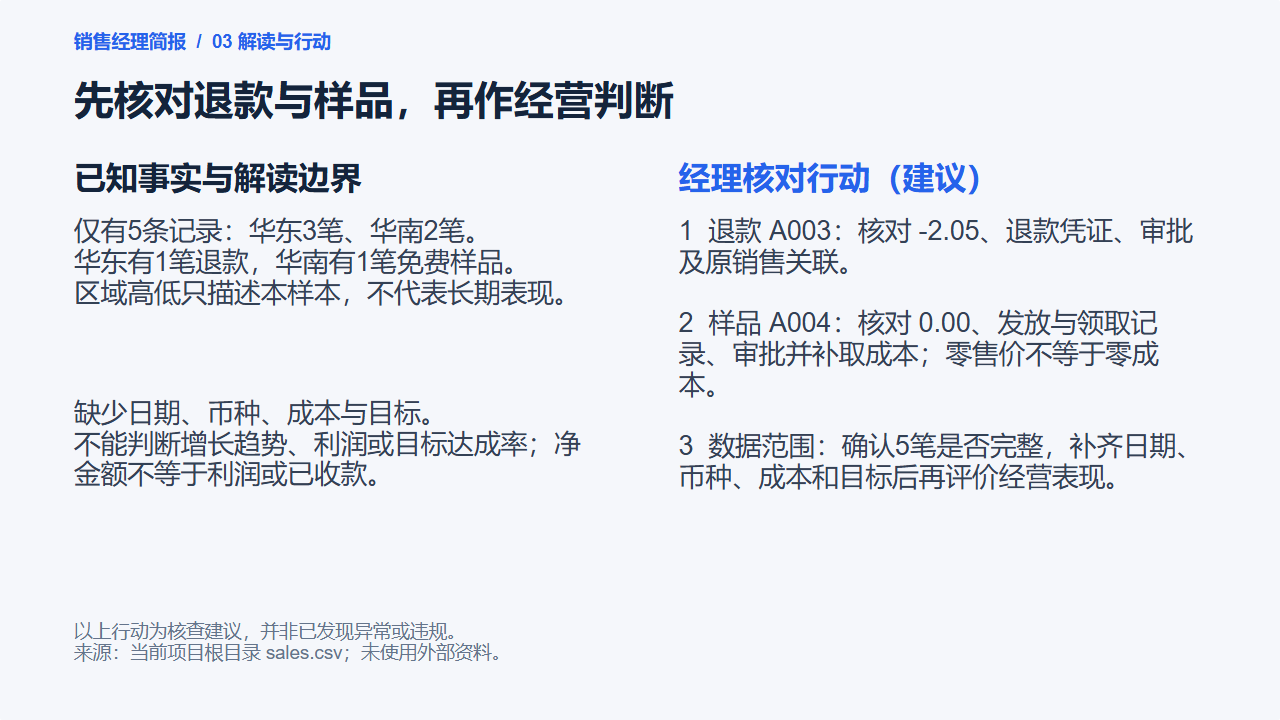 销售经理简报 / 03 解读与行动
先核对退款与样品，再作经营判断
已知事实与解读边界
仅有5条记录：华东3笔、华南2笔。
华东有1笔退款，华南有1笔免费样品。
区域高低只描述本样本，不代表长期表现。
缺少日期、币种、成本与目标。
不能判断增长趋势、利润或目标达成率；净
金额不等于利润或已收款。
经理核对行动（建议）
1 退款 A003：核对 -2.05、退款凭证、审批
及原销售关联。
2 样品 A004：核对 0.00、发放与领取记
录、审批并补取成本；零售价不等于零成
本。
3 数据范围：确认5笔是否完整，补齐日期、
币种、成本和目标后再评价经营表现。
以上行动为核查建议，并非已发现异常或违规。
来源：当前项目根目录 sales.csv；未使用外部资料。